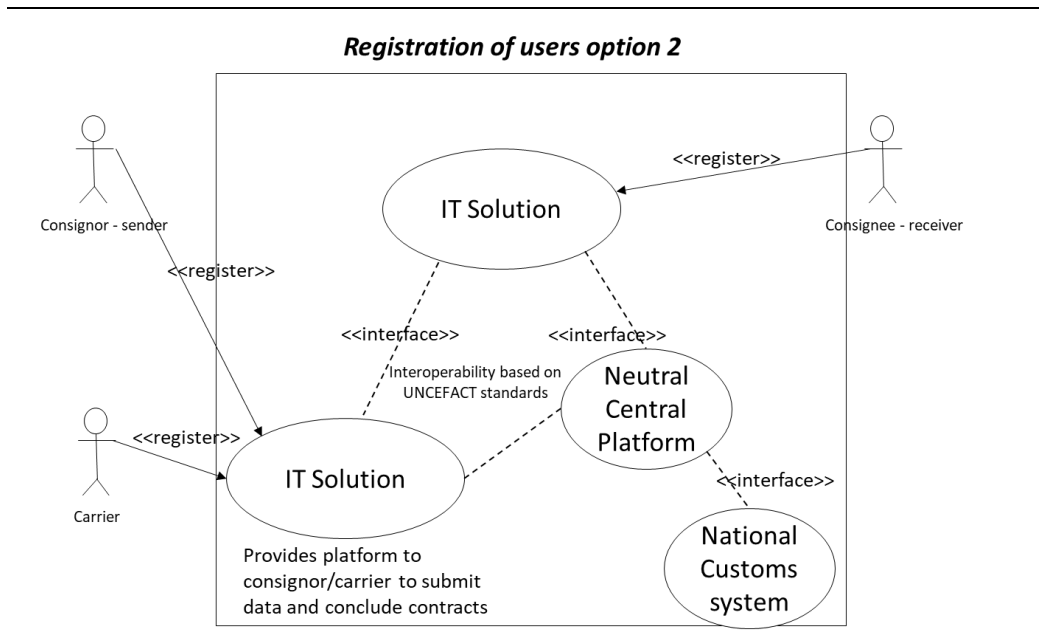 Registration of users option 2
<<register>>
IT Solution
Consignor - sender
Consignee - receiver
<<register>>
<<interface>>
<<interface>>
Interoperability based on
UNCEFACT standards
Neutral
Central
Platform
<<register>>
IT Solution
<<interface>>
Carrier
National
Customs
system
Provides platform to
consignor/carrier to submit
data and conclude contracts